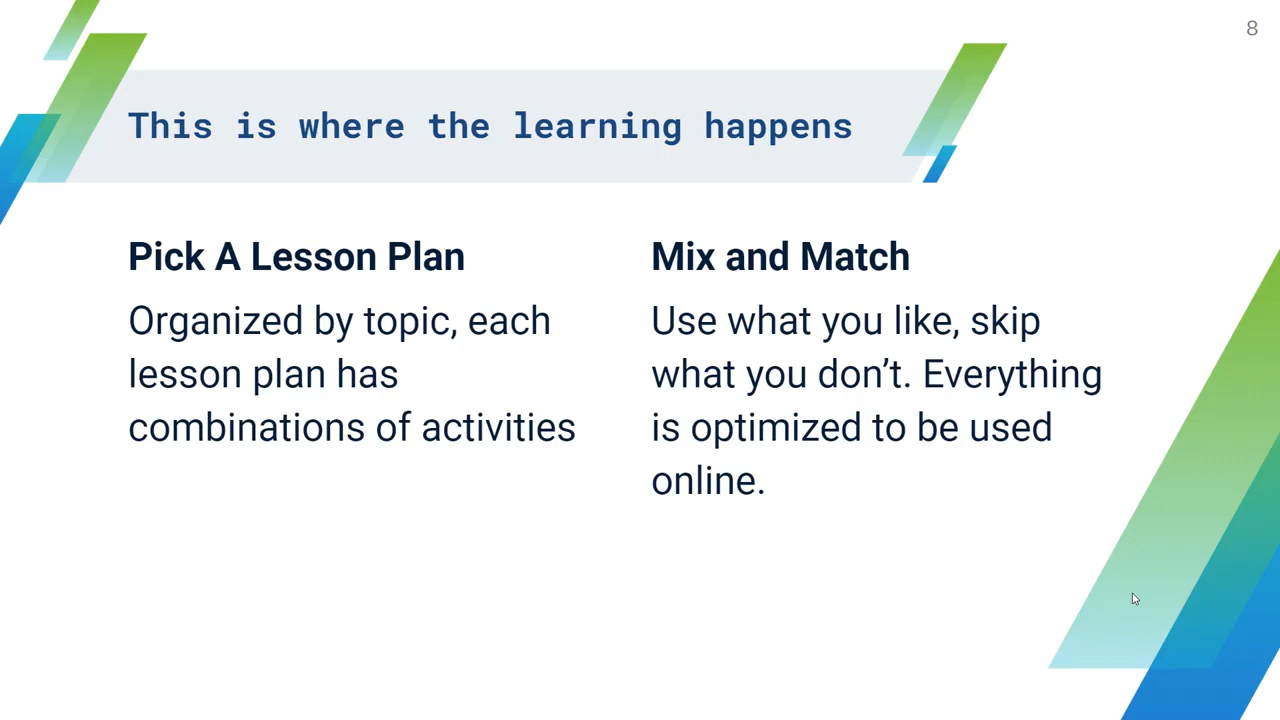 8
This is where the learning happens
Pick A Lesson Plan
Organized by topic, each
lesson plan has
combinations of activities
Mix and Match
Use what you like, skip
what you don’t. Everything
is optimized to be used
online.